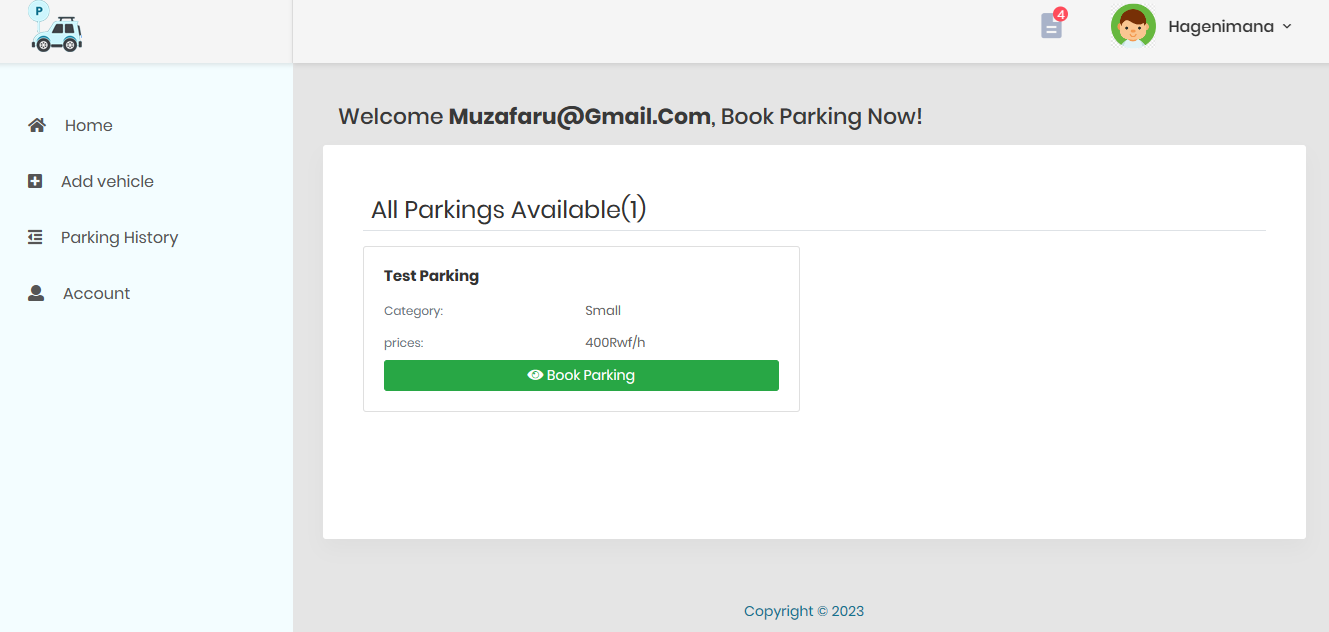 P
4
Hagenimana
Home
Add vehicle
Parking History
Account
Welcome Muzafaru@Gmail.Com, Book Parking Now!
All Parkings Available(1)
Test Parking
Category: Small
prices: 400Rwf/h
Book Parking
Copyright © 2023